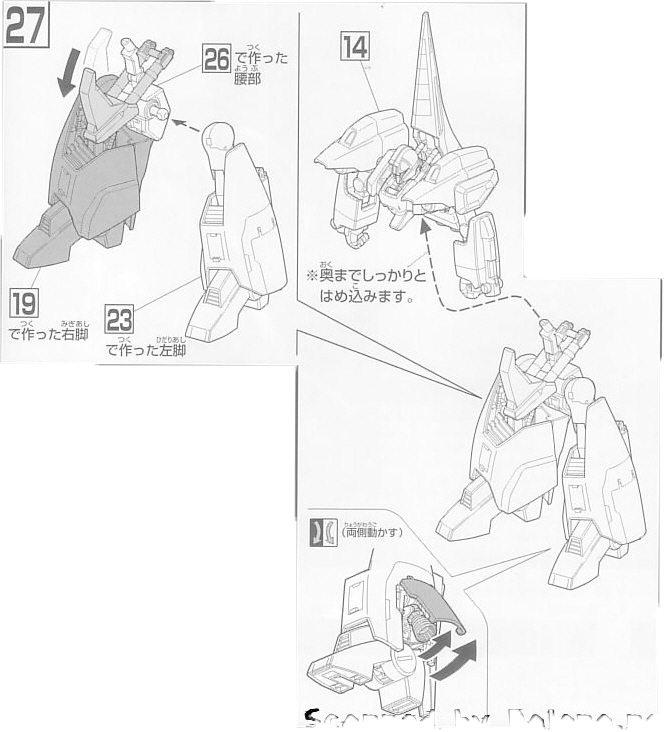 27
26 で作った
腰部
19
で作った右脚
23
で作った左脚
14
※奥までしっかりと
はめ込みます。
(両側動かす)